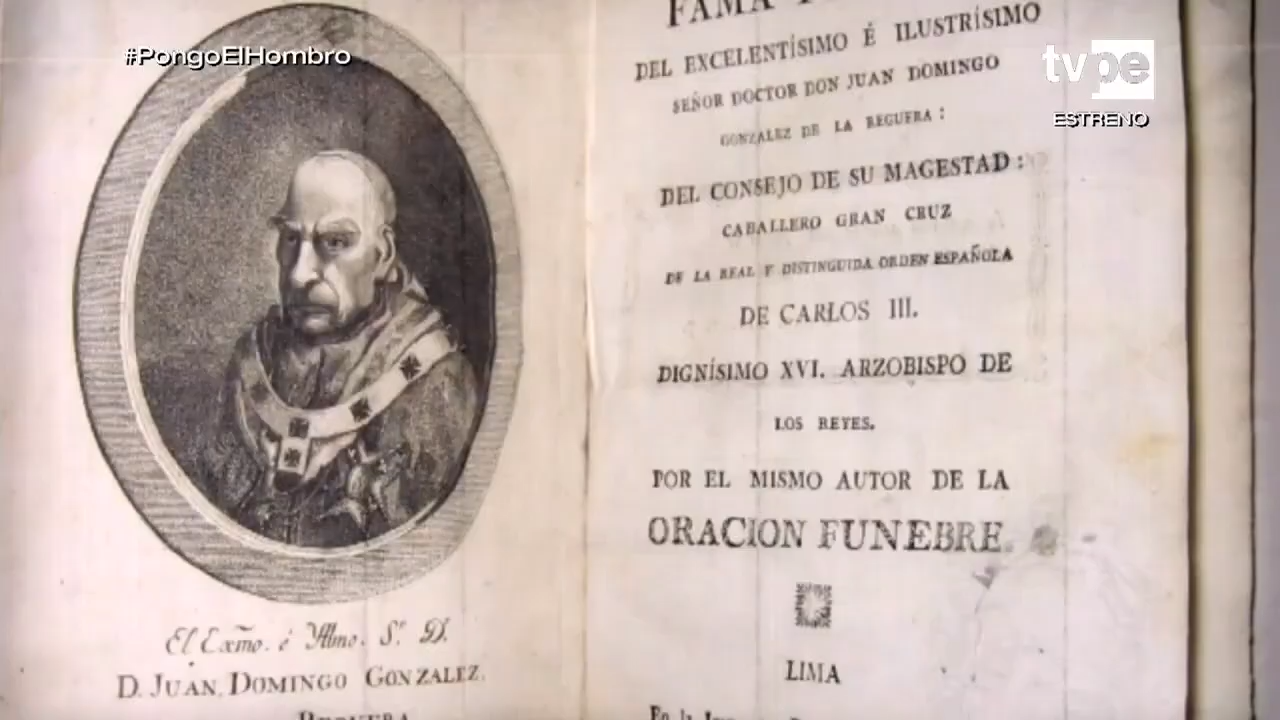 #PongoElHombro
tvpe
ESTRENO
El Exmo. é Yllmo. Sr. D.
D. JUAN DOMINGO GONZALEZ.
FAMA
DEL EXCELENTÍSIMO É ILUSTRÍSIMO
SEÑOR DOCTOR DON JUAN DOMINGO
GONZALEZ DE LA REGUERA:
DEL CONSEJO DE SU MAGESTAD:
CABALLERO GRAN CRUZ
DE LA REAL Y DISTINGUIDA ORDEN ESPAÑOLA
DE CARLOS III.
DIGNÍSIMO XVI. ARZOBISPO DE
LOS REYES.
POR EL MISMO AUTOR DE LA
ORACION FUNEBRE.
LIMA